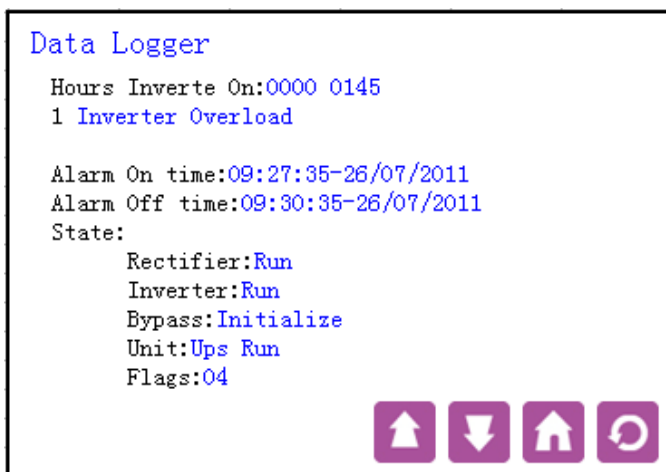 Data Logger
Hours Inverte On:0000 0145
1 Inverter Overload
Alarm On time:09:27:35-26/07/2011
Alarm Off time:09:30:35-26/07/2011
State:
Rectifier:Run
Inverter:Run
Bypass:Initialize
Unit:Ups Run
Flags:04